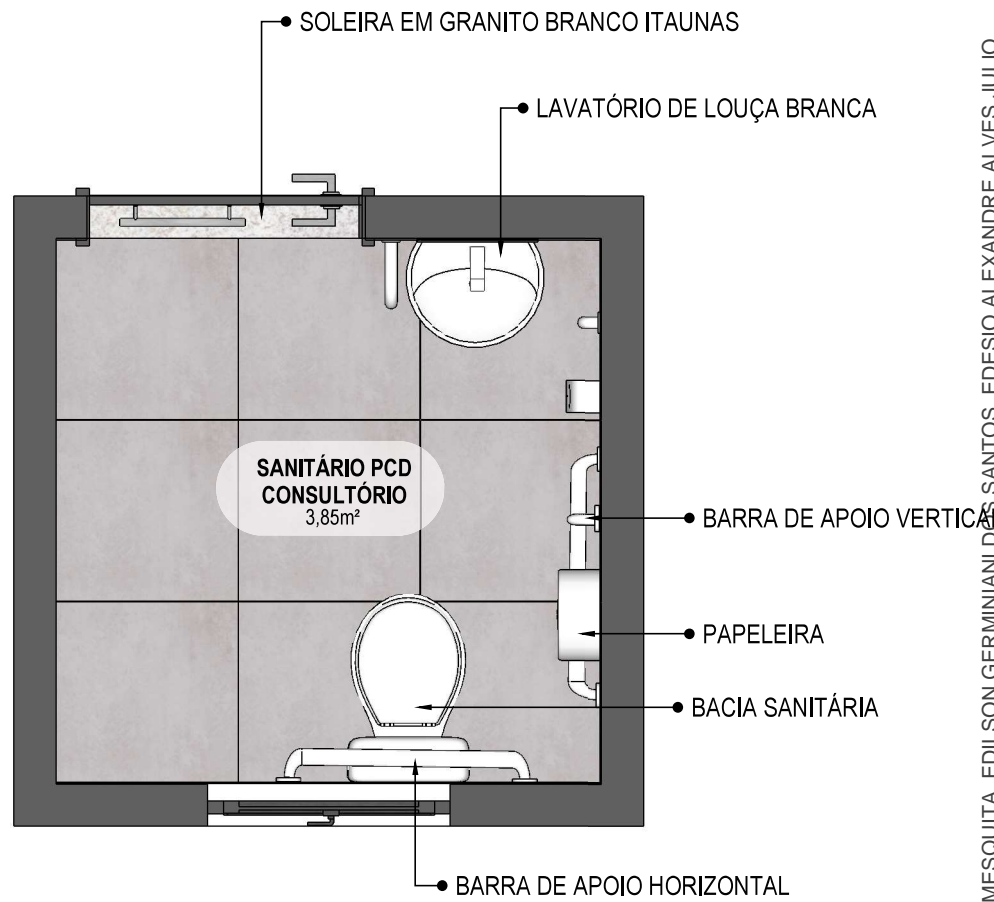 SOLEIRA EM GRANITO BRANCO ITAUNAS
LAVATÓRIO DE LOUÇA BRANCA
SANITÁRIO PCD
CONSULTÓRIO
3,85m²
BARRA DE APOIO VERTICAL
PAPELEIRA
BACIA SANITÁRIA
BARRA DE APOIO HORIZONTAL
MESQUITA, EDILSON GERMINIANI DOS SANTOS, EDESIO ALEXANDRE ALVES JULIO